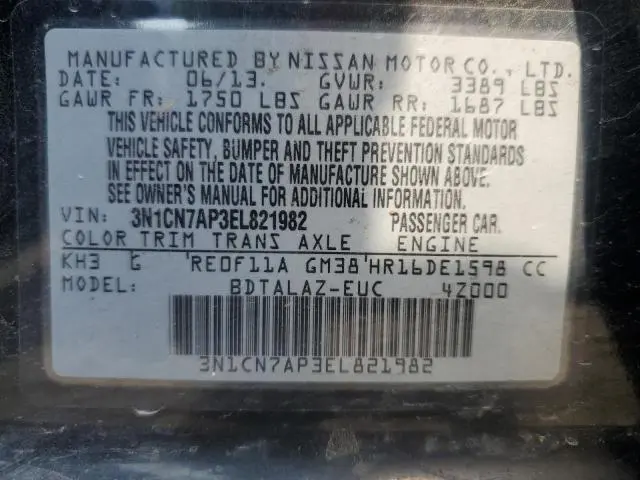 MANUFACTURED BY NISSAN MOTOR CO., LTD.
DATE: 06/13. GVWR: 3389 LBS
GAWR FR: 1750 LBS GAWR RR: 1687 LBS
THIS VEHICLE CONFORMS TO ALL APPLICABLE FEDERAL MOTOR
VEHICLE SAFETY, BUMPER AND THEFT PREVENTION STANDARDS
IN EFFECT ON THE DATE OF MANUFACTURE SHOWN ABOVE.
SEE OWNER'S MANUAL FOR ADDITIONAL INFORMATION.
VIN: 3N1CN7AP3EL821982 PASSENGER CAR.
COLOR TRIM TRANS AXLE ENGINE
KH3 G 'RE0F11A GM38'HR16DE1598 CC
MODEL: BDTALAZ-EUC 42000
3N1CN7AP3EL821982